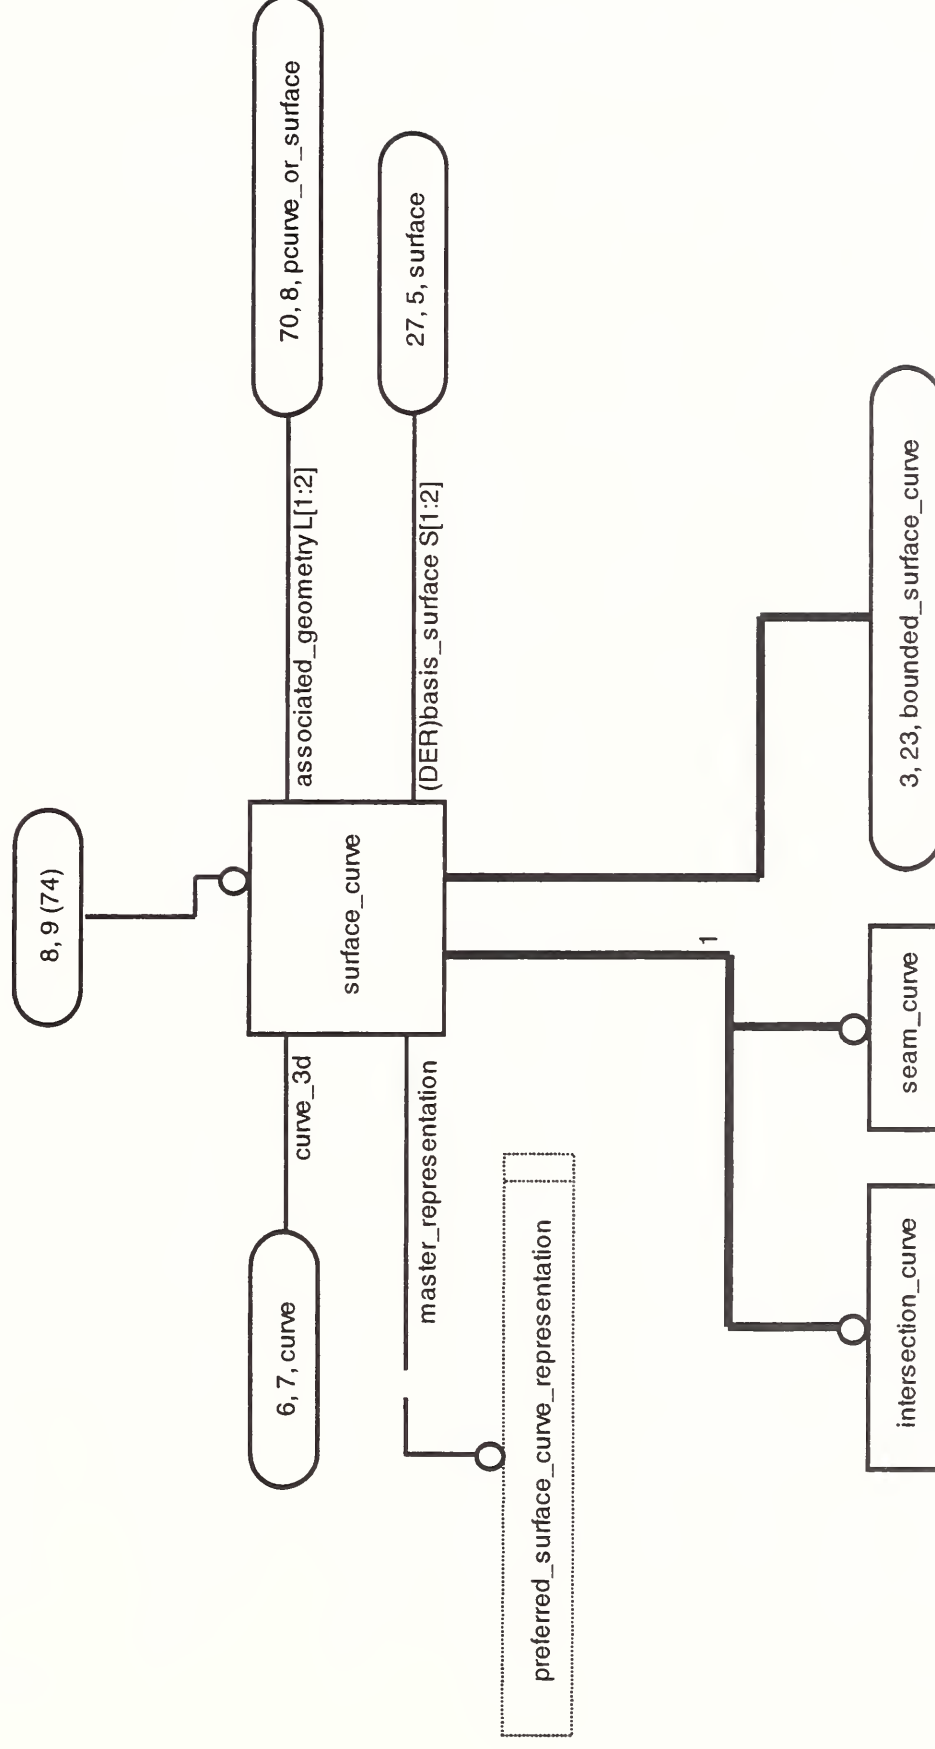 8, 9 (74)
6, 7, curve
curve_3d
surface_curve
associated_geometry L[1:2]
70, 8, pcurve_or_surface
master_representation
(DER)basis_surface S[1:2]
27, 5, surface
preferred_surface_curve_representation
1
intersection_curve
seam_curve
3, 23, bounded_surface_curve